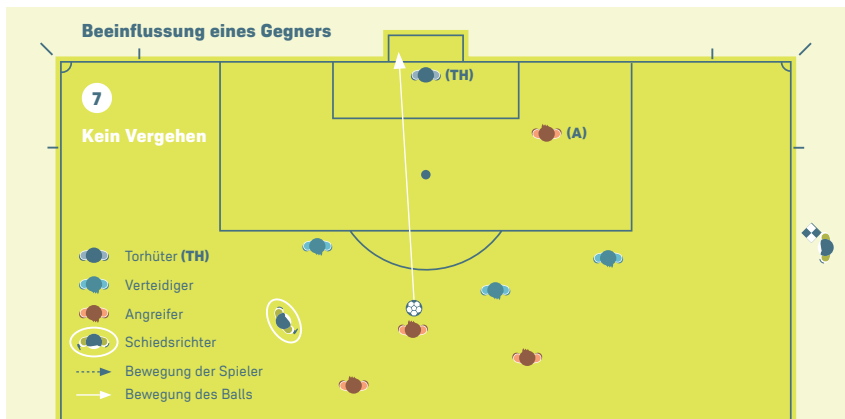 Beeinflussung eines Gegners
(TH)
7
(A)
Kein Vergehen
Torhüter (TH)
Verteidiger
Angreifer
Schiedsrichter
Bewegung der Spieler
Bewegung des Balls